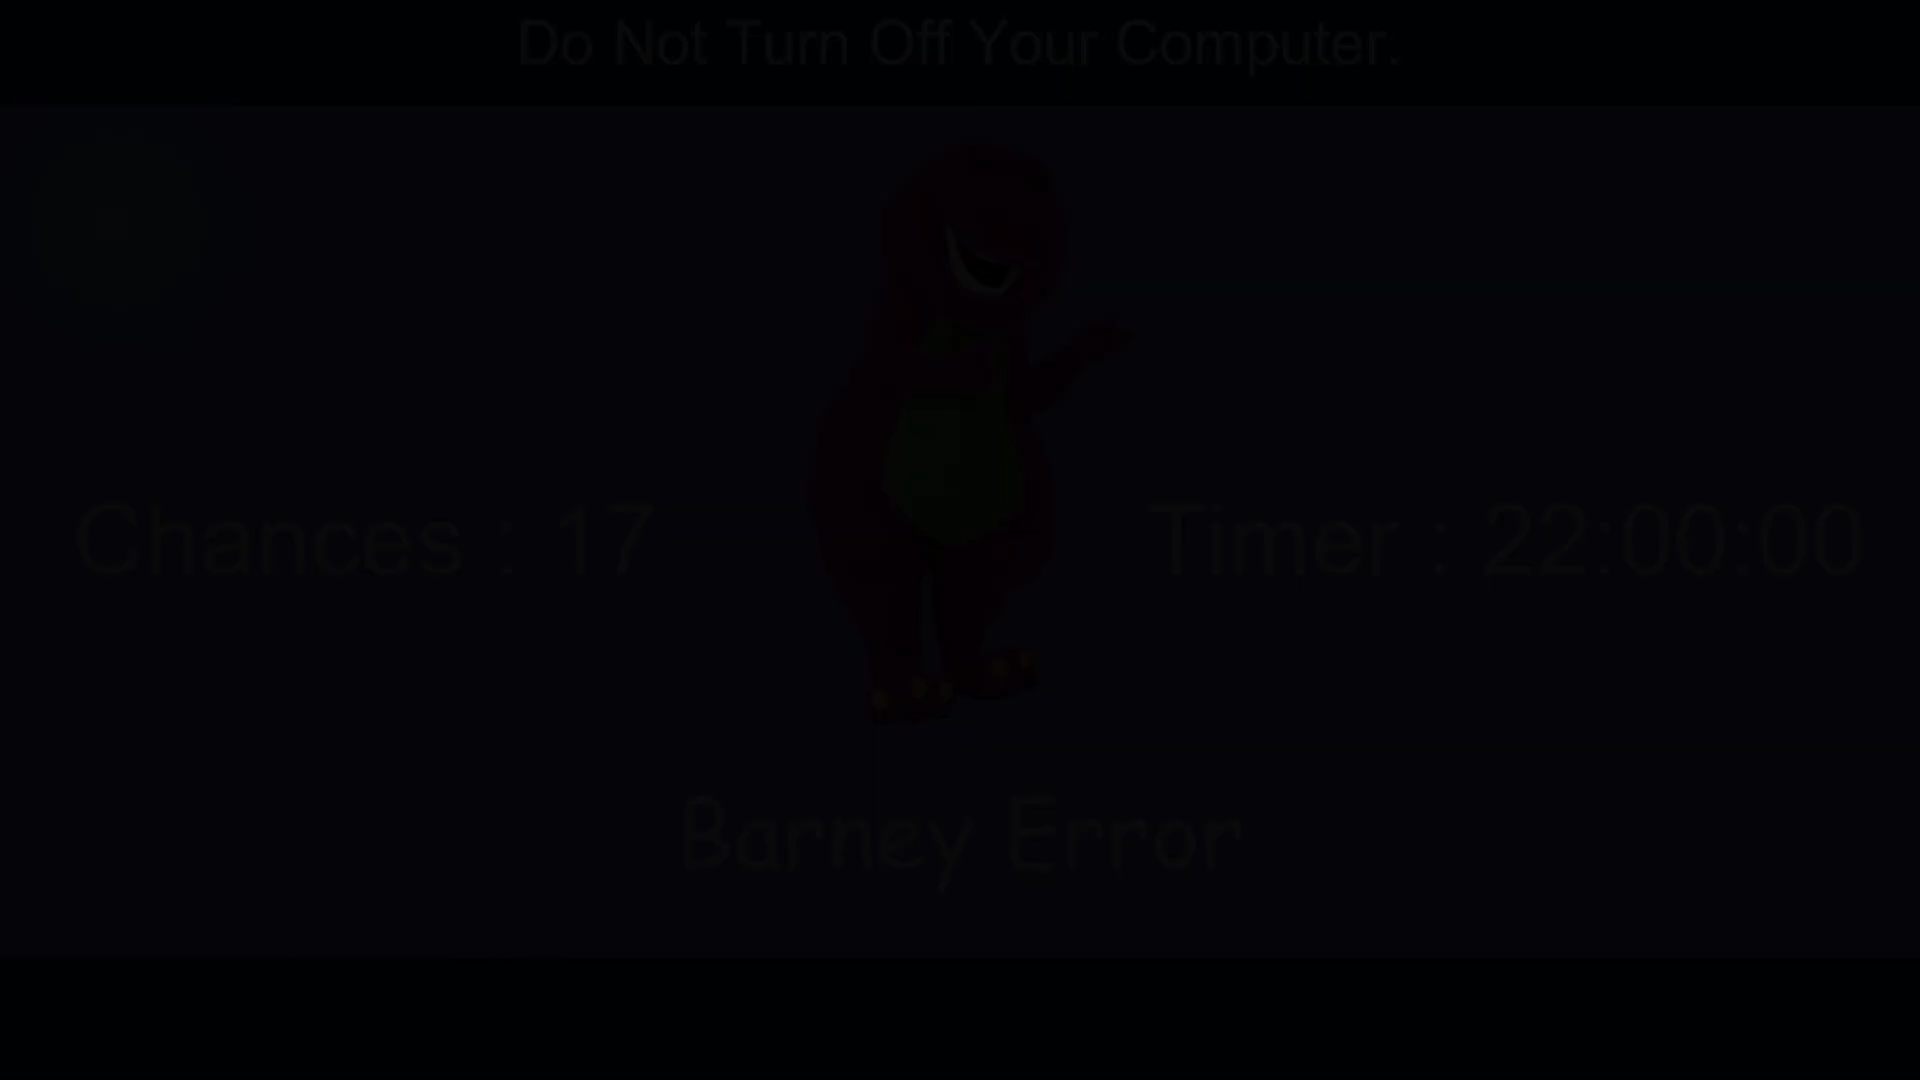 Do Not Turn Off Your Computer.
Chances : 17
Timer : 22:00:00
Barney Error